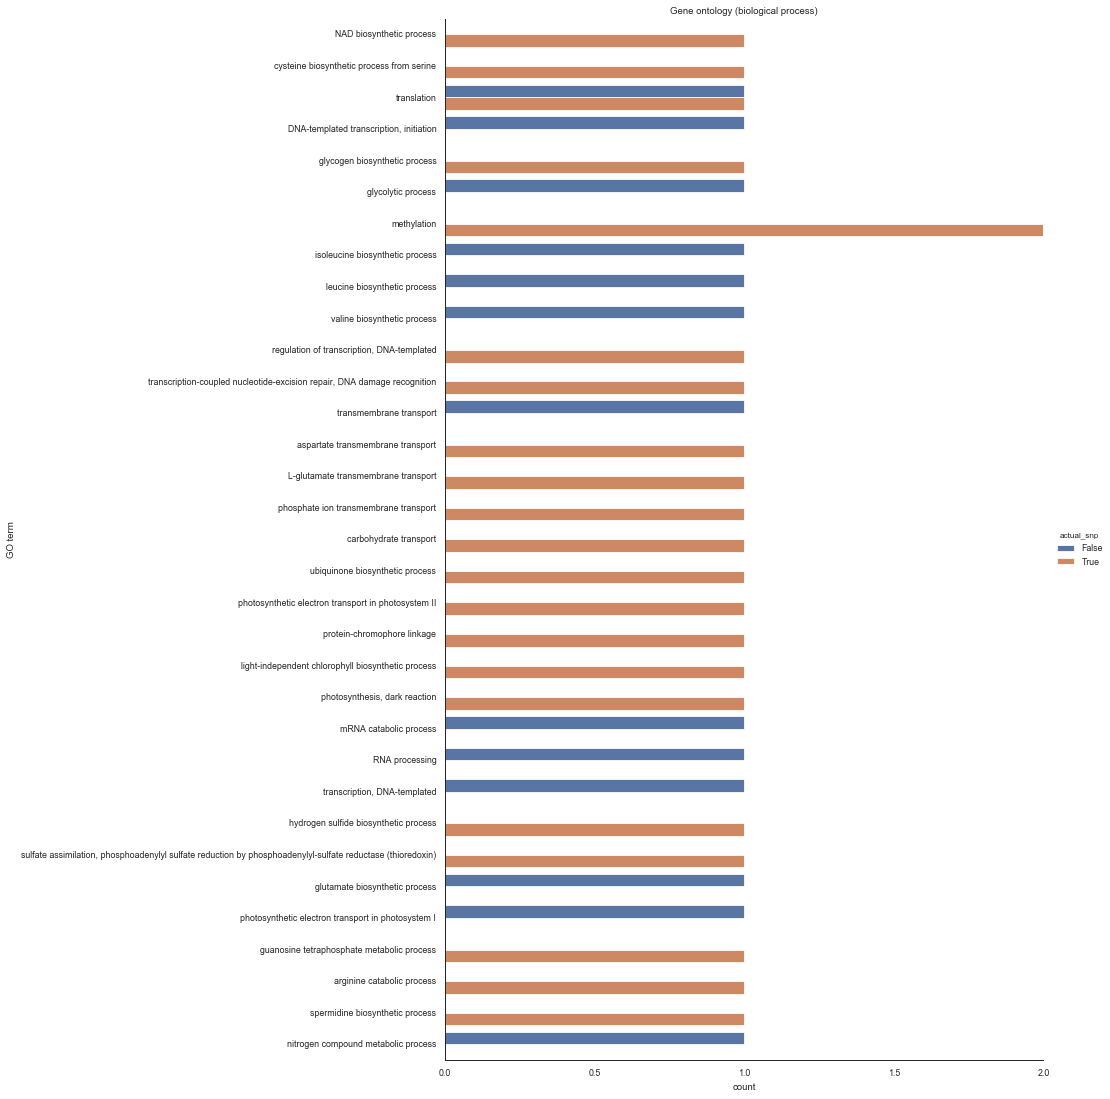 Gene ontology (biological process)
NAD biosynthetic process
cysteine biosynthetic process from serine
translation
DNA-templated transcription, initiation
glycogen biosynthetic process
glycolytic process
methylation
isoleucine biosynthetic process
leucine biosynthetic process
valine biosynthetic process
regulation of transcription, DNA-templated
transcription-coupled nucleotide-excision repair, DNA damage recognition
transmembrane transport
aspartate transmembrane transport
L-glutamate transmembrane transport
phosphate ion transmembrane transport
carbohydrate transport
ubiquinone biosynthetic process
photosynthetic electron transport in photosystem II
protein-chromophore linkage
light-independent chlorophyll biosynthetic process
photosynthesis, dark reaction
mRNA catabolic process
RNA processing
transcription, DNA-templated
hydrogen sulfide biosynthetic process
sulfate assimilation, phosphoadenylyl sulfate reduction by phosphoadenylyl-sulfate reductase (thioredoxin)
glutamate biosynthetic process
photosynthetic electron transport in photosystem I
guanosine tetraphosphate metabolic process
arginine catabolic process
spermidine biosynthetic process
nitrogen compound metabolic process
GO term
0.0 0.5 1.0 1.5 2.0
count
actual_snp
False
True